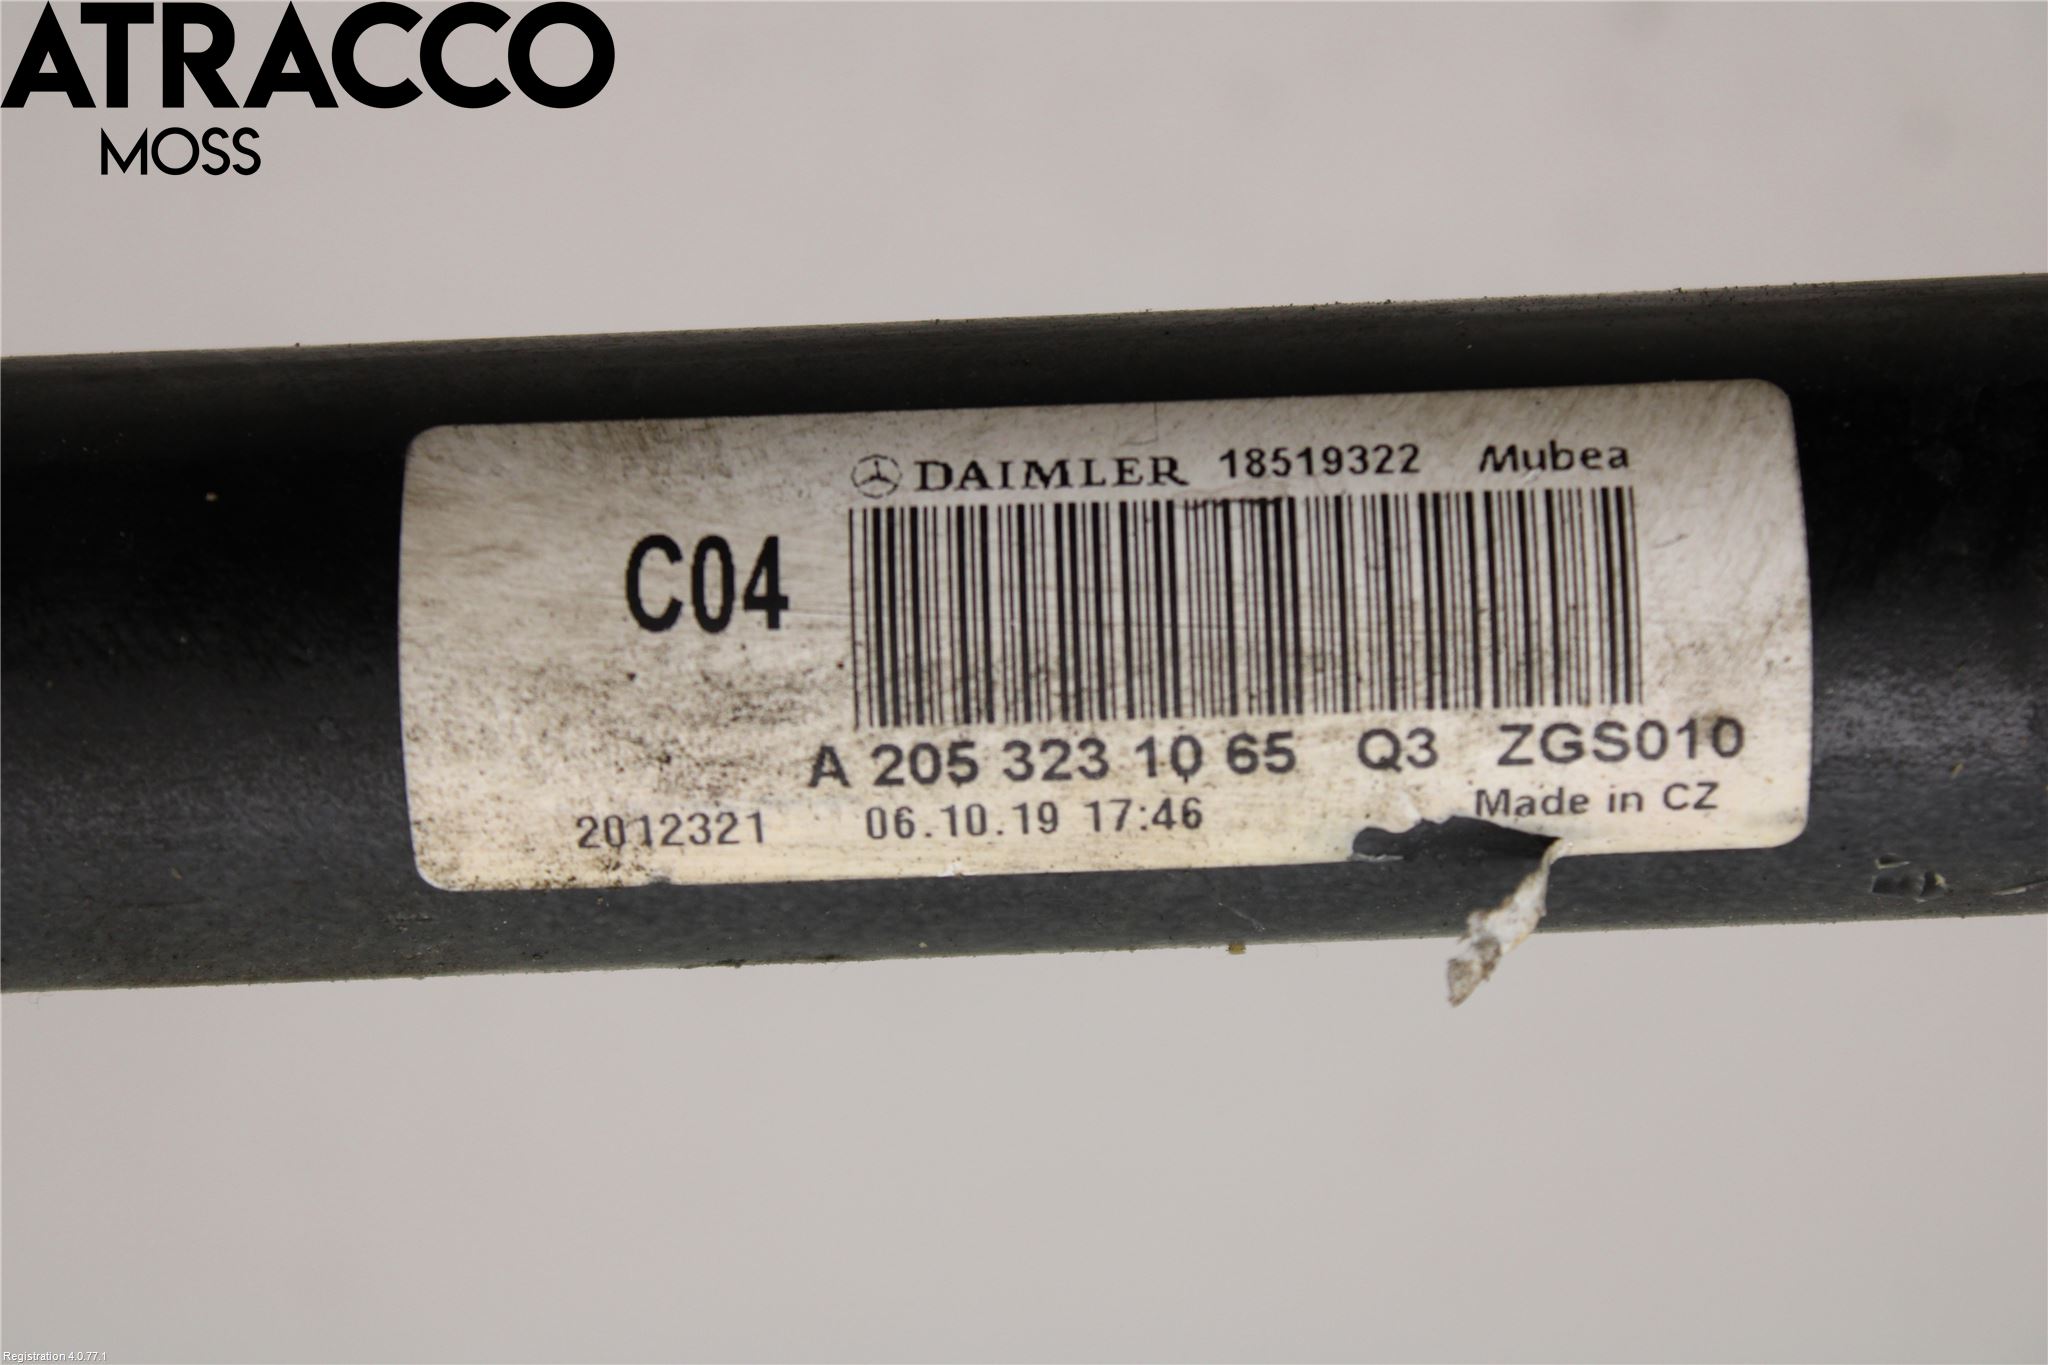 ATRACCO
MOSS
DAIMLER 18519322 Mubea
C04
A 205 323 10 65 Q3 ZGS010
2012321 06.10.19 17:46 Made in CZ
Registration 4.0.77.1